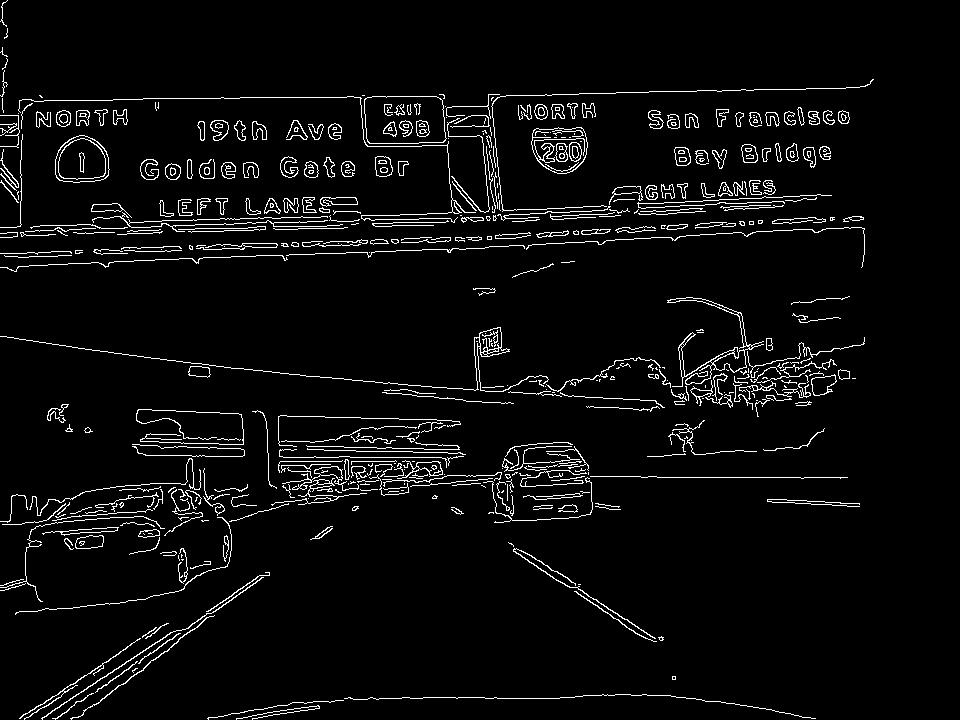 NORTH
1
19th Ave
Golden Gate Br
LEFT LANES
EXIT
49B
NORTH
280
San Francisco
Bay Bridge
GHT LANES